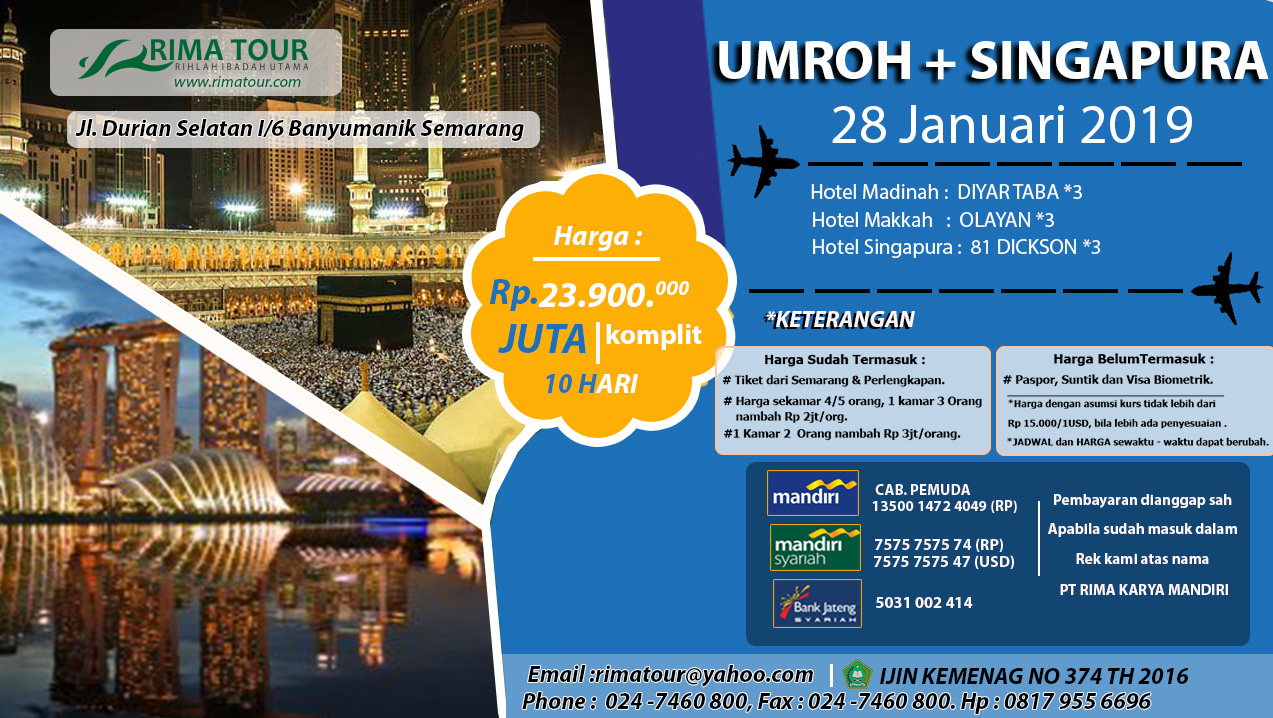 RIMA TOUR
RIHLAH IBADAH UTAMA
www.rimatour.com
Jl. Durian Selatan I/6 Banyumanik Semarang
UMROH + SINGAPURA
28 Januari 2019
Hotel Madinah : DIYAR TABA *3
Hotel Makkah : OLAYAN *3
Hotel Singapura : 81 DICKSON *3
Harga :
Rp.23.900.000
JUTA komplit
10 HARI
*KETERANGAN
Harga Sudah Termasuk :
# Tiket dari Semarang & Perlengkapan.
# Harga sekamar 4/5 orang, 1 kamar 3 Orang
nambah Rp 2jt/org.
#1 Kamar 2 Orang nambah Rp 3jt/orang.
Harga BelumTermasuk :
# Paspor, Suntik dan Visa Biometrik.
*Harga dengan asumsi kurs tidak lebih dari
Rp 15.000/1USD, bila lebih ada penyesuaian .
*JADWAL dan HARGA sewaktu - waktu dapat berubah.
mandiri
CAB. PEMUDA
13500 1472 4049 (RP)
mandiri
syariah
7575 7575 74 (RP)
7575 7575 47 (USD)
Bank Jateng
SYARIAH
5031 002 414
Pembayaran dianggap sah
Apabila sudah masuk dalam
Rek kami atas nama
PT RIMA KARYA MANDIRI
Email :rimatour@yahoo.com
IJIN KEMENAG NO 374 TH 2016
Phone : 024 -7460 800, Fax : 024 -7460 800. Hp : 0817 955 6696